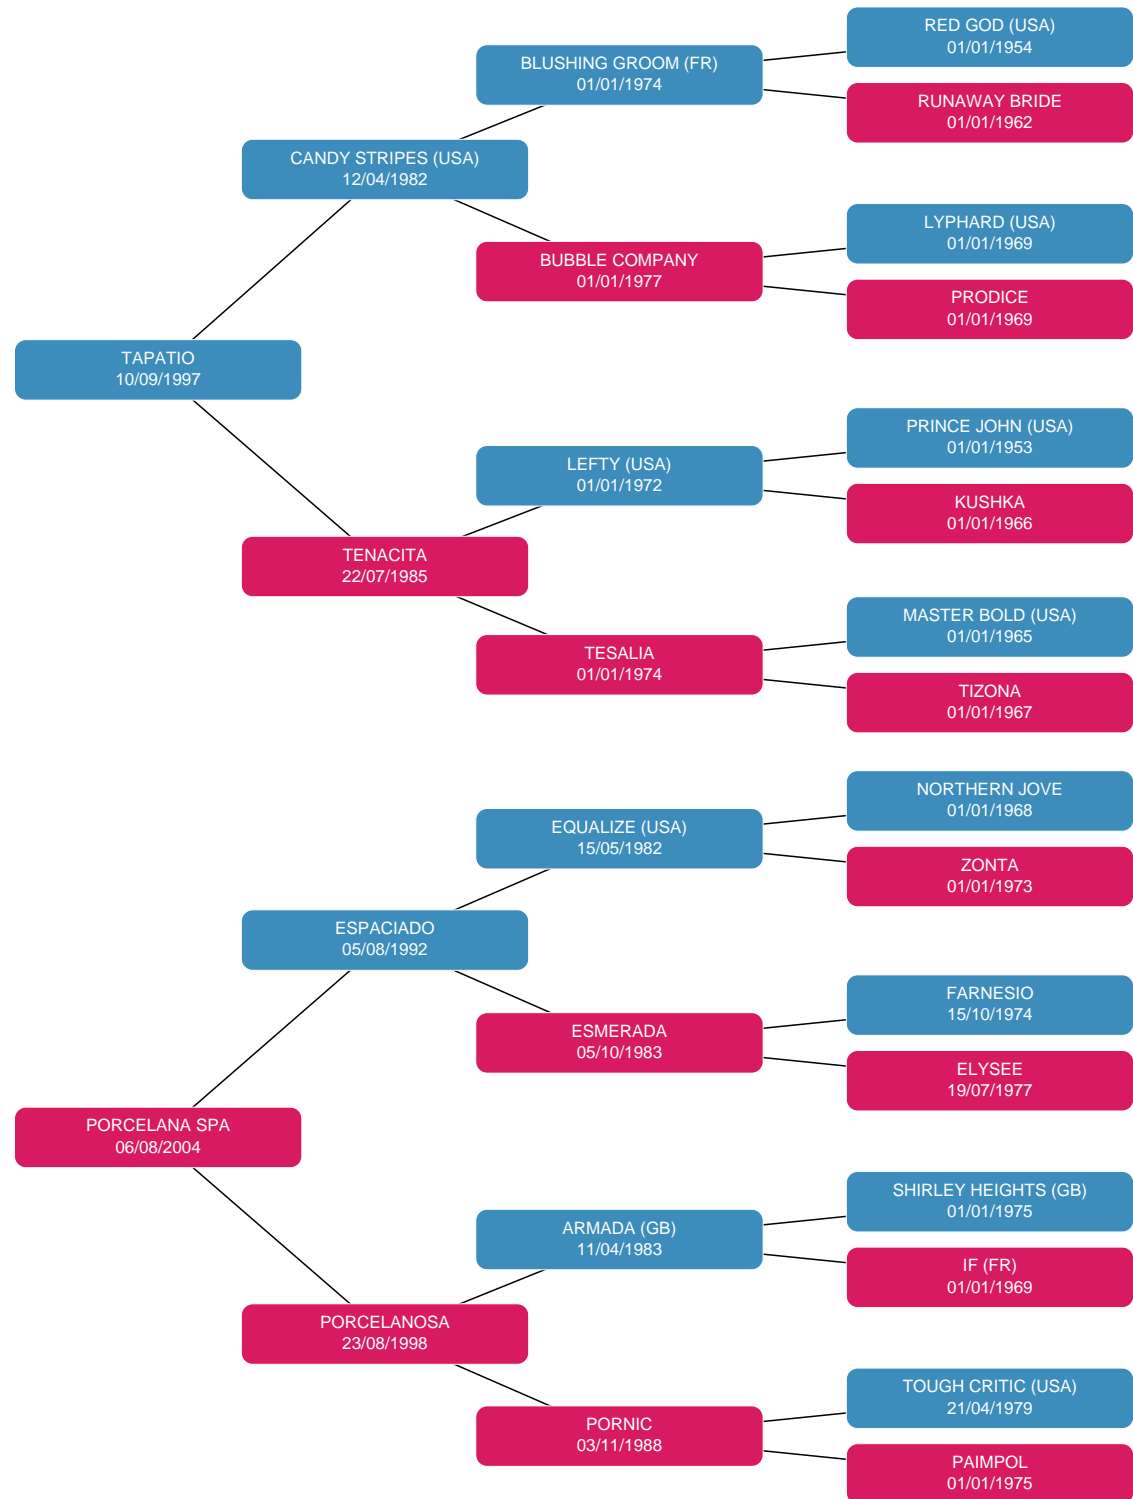 RED GOD (USA)
01/01/1954
BLUSHING GROOM (FR)
01/01/1974
RUNAWAY BRIDE
01/01/1962
CANDY STRIPES (USA)
12/04/1982
LYPHARD (USA)
01/01/1969
BUBBLE COMPANY
01/01/1977
PRODICE
01/01/1969
TAPATIO
10/09/1997
PRINCE JOHN (USA)
01/01/1953
LEFTY (USA)
01/01/1972
KUSHKA
01/01/1966
TENACITA
22/07/1985
MASTER BOLD (USA)
01/01/1965
TESALIA
01/01/1974
TIZONA
01/01/1967
NORTHERN JOVE
01/01/1968
EQUALIZE (USA)
15/05/1982
ZONTA
01/01/1973
ESPACIADO
05/08/1992
FARNESIO
15/10/1974
ESMERADA
05/10/1983
ELYSEE
19/07/1977
PORCELANA SPA
06/08/2004
SHIRLEY HEIGHTS (GB)
01/01/1975
ARMADA (GB)
11/04/1983
IF (FR)
01/01/1969
PORCELANOSA
23/08/1998
TOUGH CRITIC (USA)
21/04/1979
PORNIC
03/11/1988
PAIMPOL
01/01/1975